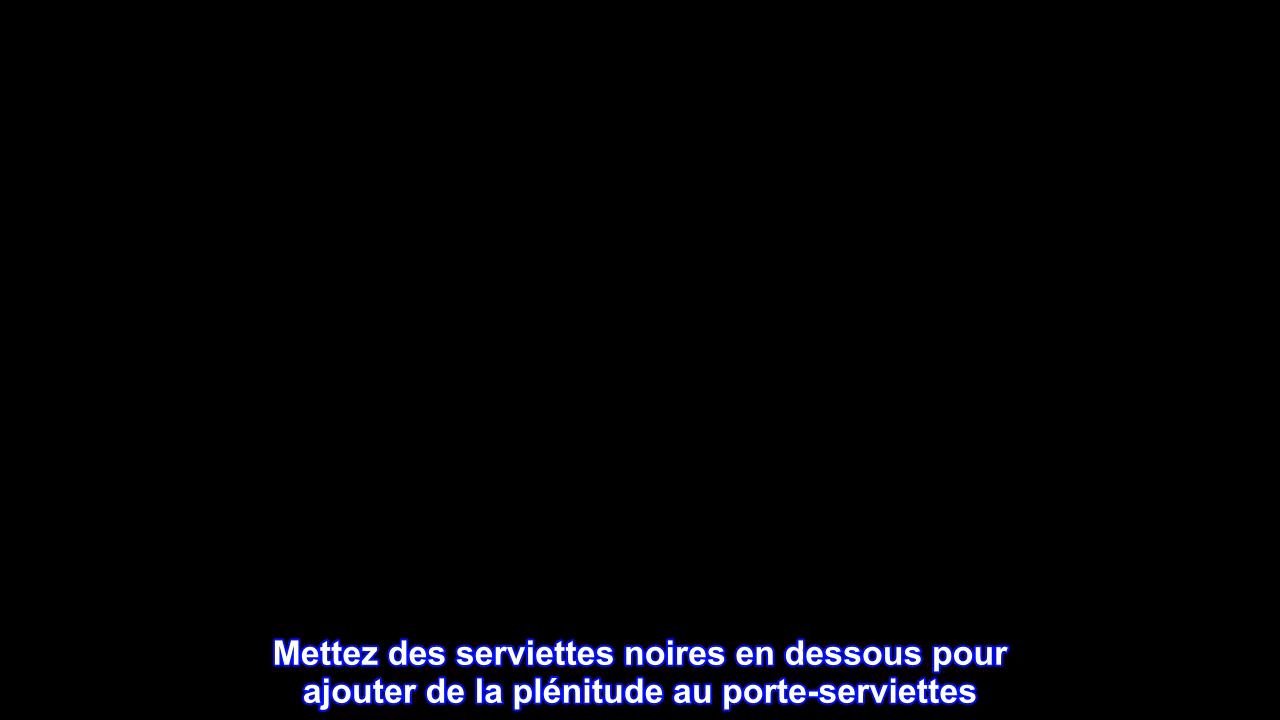 Mettez des serviettes noires en dessous pour
ajouter de la plénitude au porte-serviettes